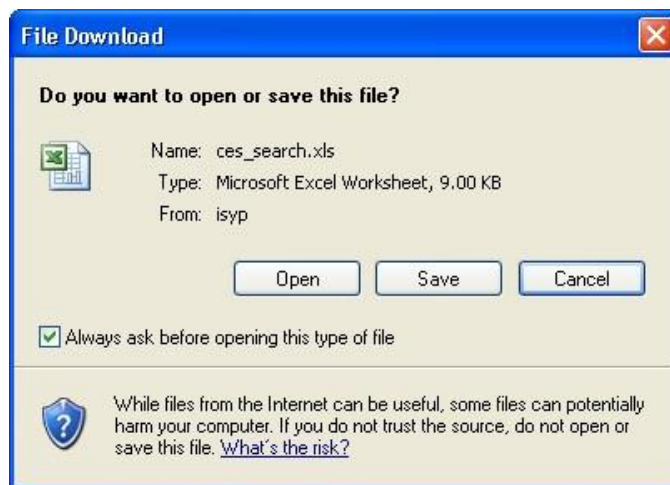 File Download
Do you want to open or save this file?
Name: ces_search.xls
Type: Microsoft Excel Worksheet, 9.00 KB
From: isyp
Open Save Cancel
Always ask before opening this type of file
While files from the Internet can be useful, some files can potentially
harm your computer. If you do not trust the source, do not open or
save this file. What's the risk?